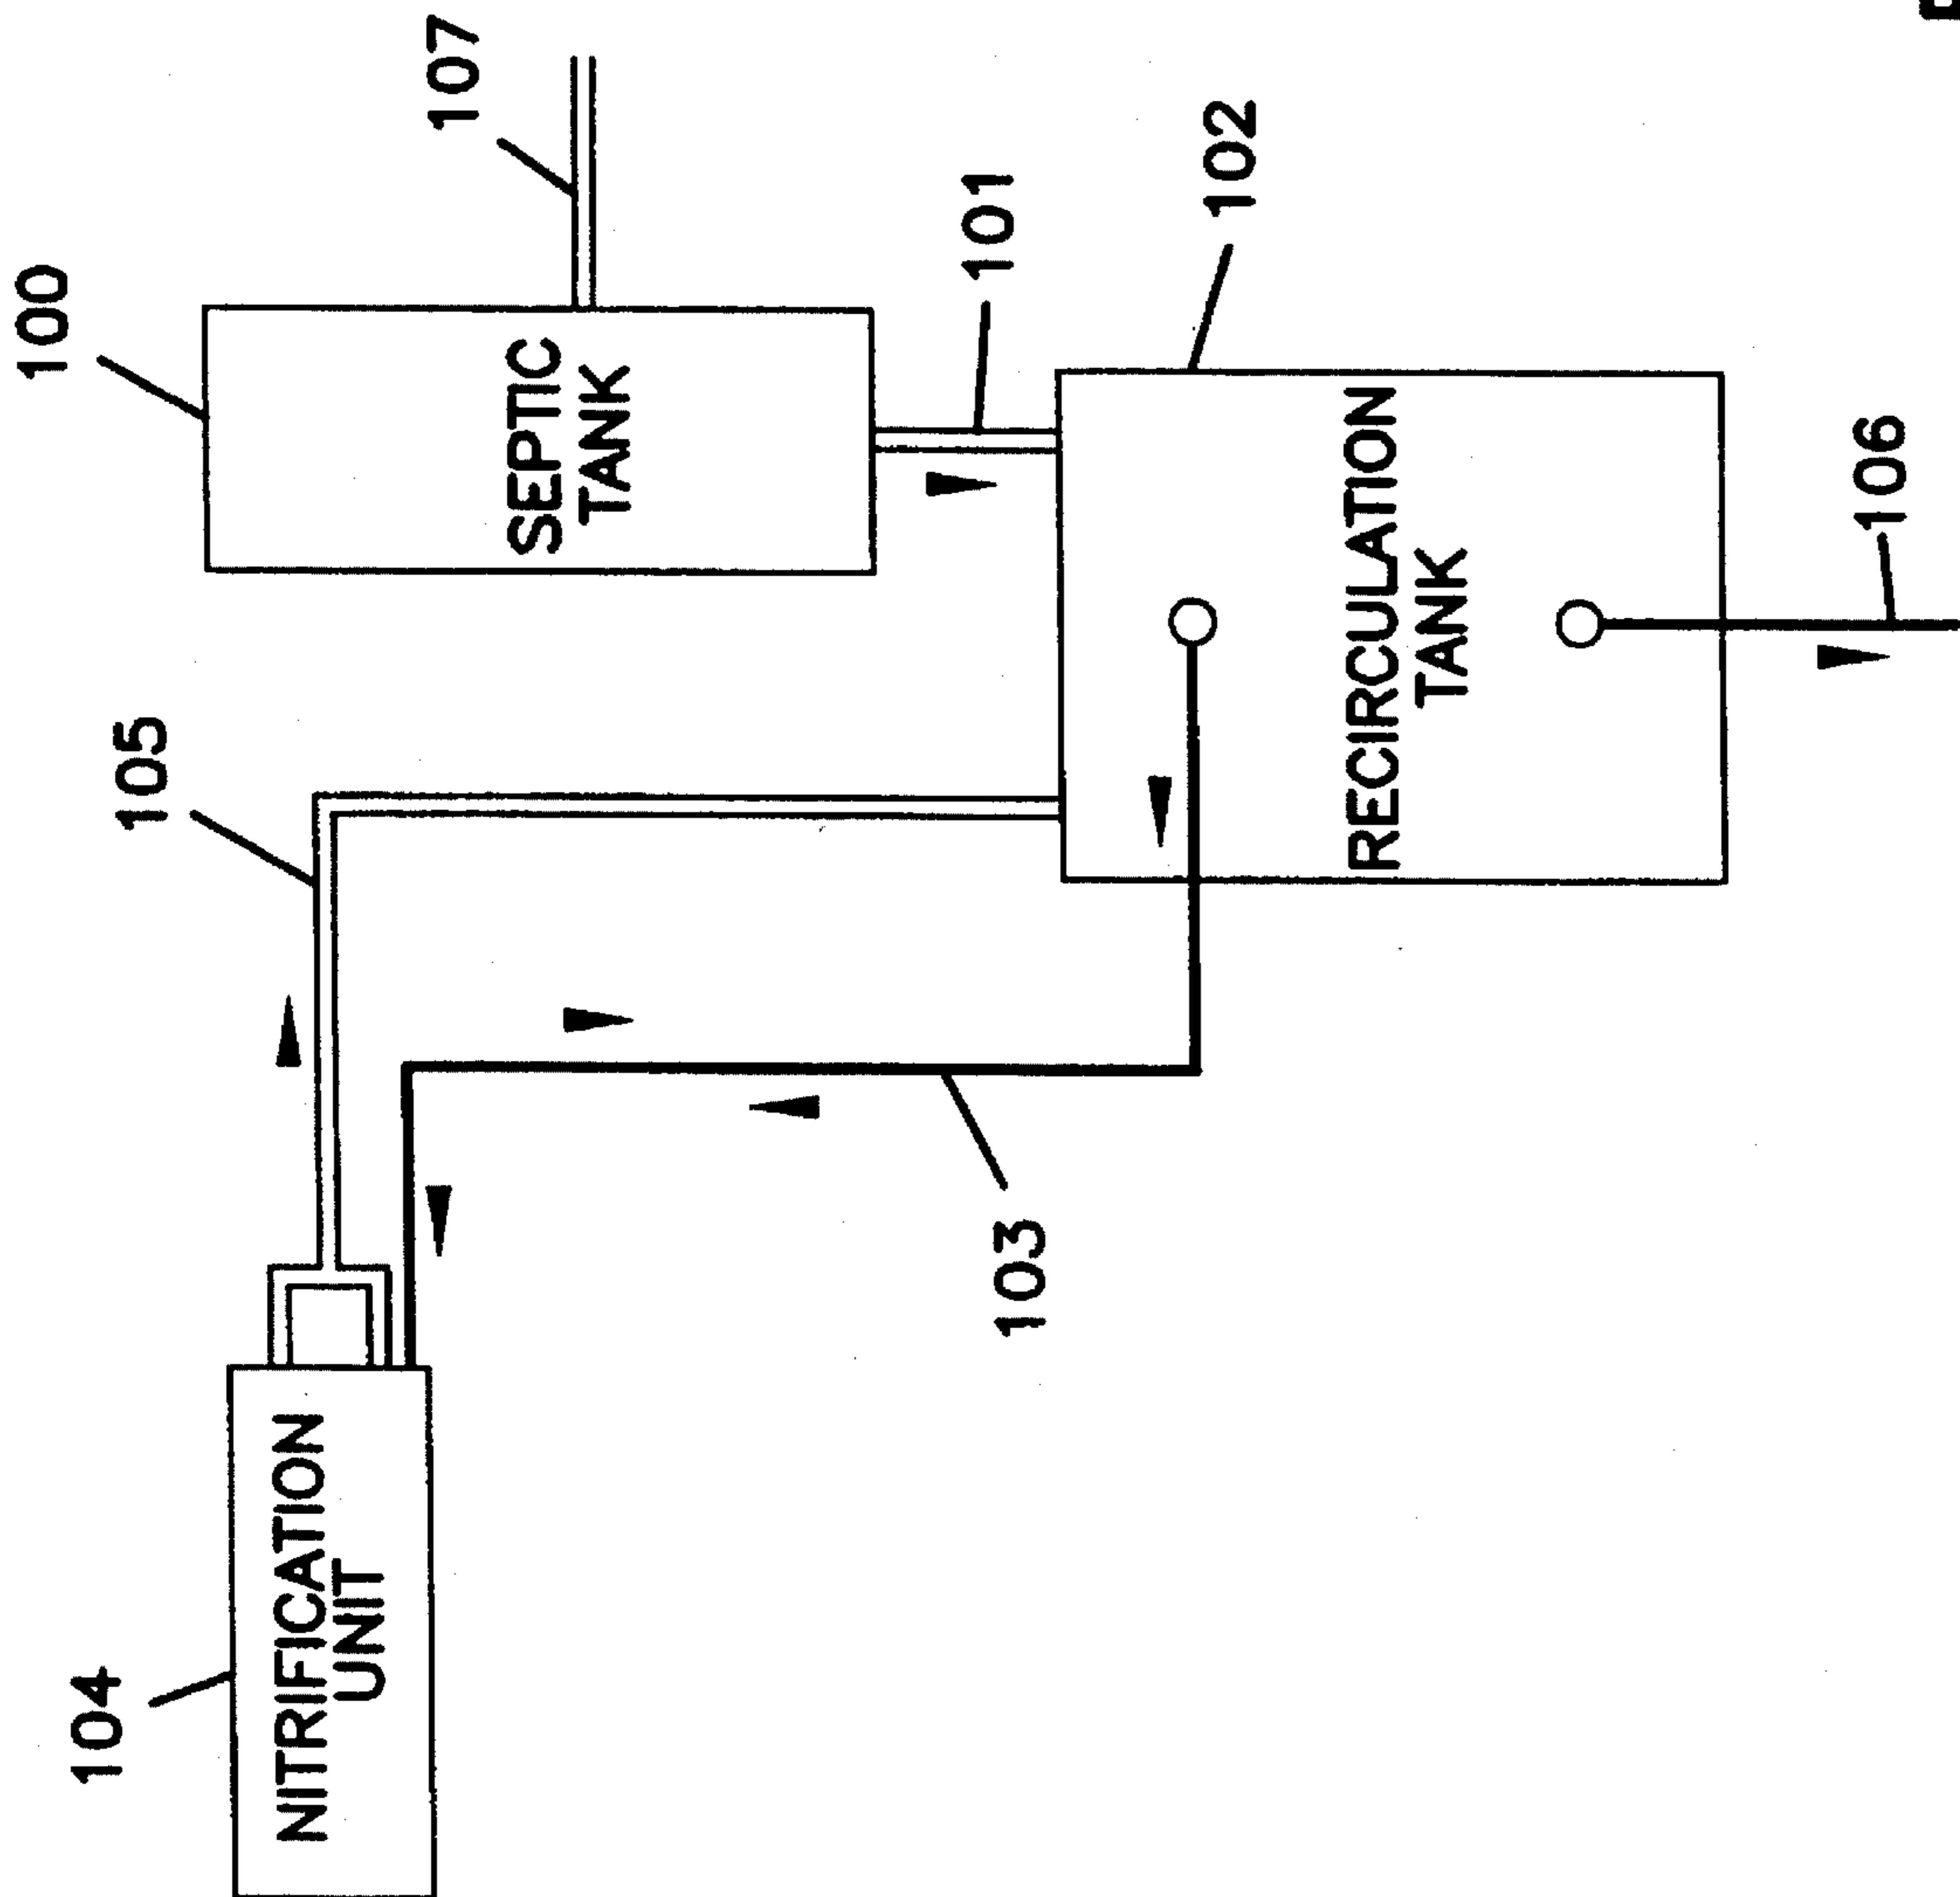 107
100
SEPTIC
TANK
101
102
105
RECIRCULATION
TANK
106
103
104
NITRIFICATION
UNIT